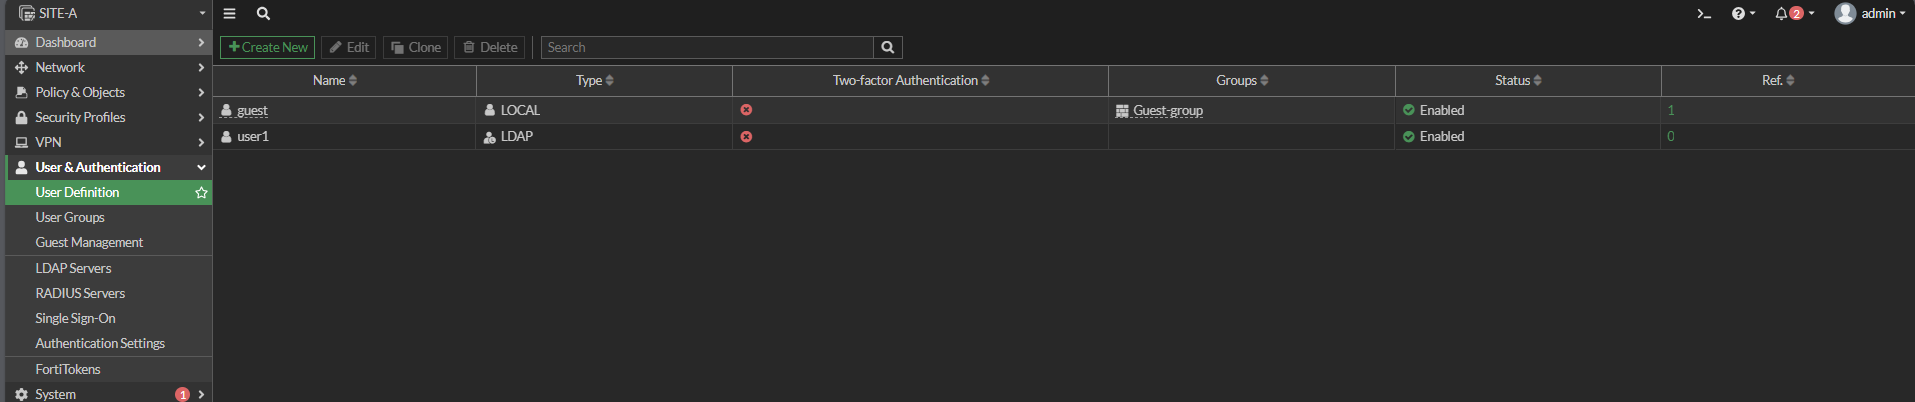 SITE-A
2
admin
Dashboard
Network
Policy & Objects
Security Profiles
VPN
User & Authentication
User Definition
User Groups
Guest Management
LDAP Servers
RADIUS Servers
Single Sign-On
Authentication Settings
FortiTokens
System 1
+Create New Edit Clone Delete Search
Name Type Two-factor Authentication Groups Status Ref.
guest LOCAL Guest-group Enabled 1
user1 LDAP Enabled 0